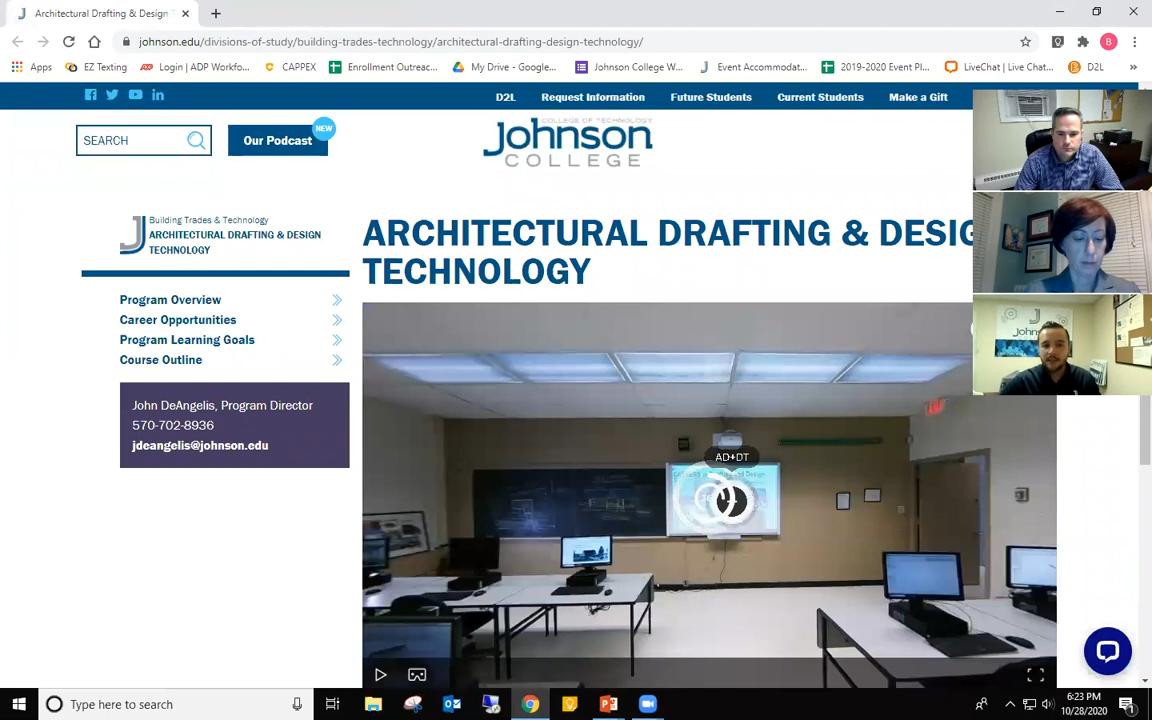 Architectural Drafting & Design T
johnson.edu/divisions-of-study/building-trades-technology/architectural-drafting-design-technology/
B
Apps
EZ Texting
Login | ADP Workfo...
CAPPEX
Enrollment Outreac...
My Drive - Google...
Johnson College W...
Event Accommodat...
2019-2020 Event Pl...
LiveChat | Live Chat...
D2L
D2L
Request Information
Future Students
Current Students
Make a Gift
SEARCH
Our Podcast
NEW
COLLEGE OF TECHNOLOGY
Johnson
COLLEGE
Building Trades & Technology
ARCHITECTURAL DRAFTING & DESIGN
TECHNOLOGY
ARCHITECTURAL DRAFTING & DESIG
TECHNOLOGY
Program Overview
Career Opportunities
Program Learning Goals
Course Outline
John DeAngelis, Program Director
570-702-8936
jdeangelis@johnson.edu
AD+DT
Type here to search
6:23 PM
10/28/2020
1